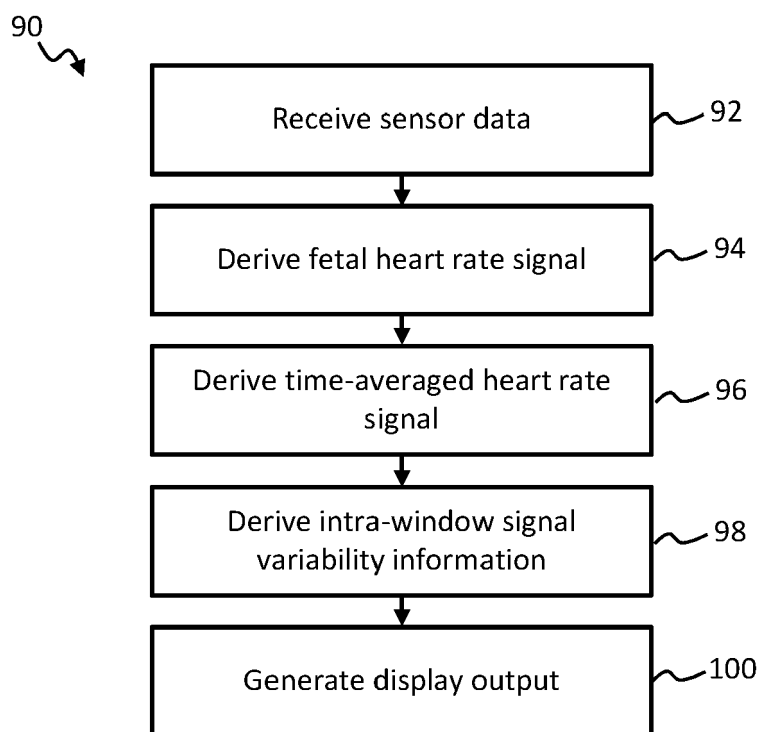 90
Receive sensor data
92
Derive fetal heart rate signal
94
Derive time-averaged heart rate
signal
96
Derive intra-window signal
variability information
98
Generate display output
100